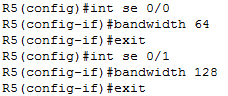 R5(config)#int se 0/0
R5(config-if)#bandwidth 64
R5(config-if)#exit
R5(config)#int se 0/1
R5(config-if)#bandwidth 128
R5(config-if)#exit